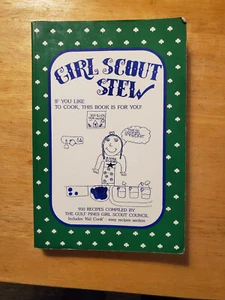 GIRL SCOUT
STEW
IF YOU LIKE
TO COOK, THIS BOOK IS FOR YOU!
RECIPES COMPILED BY
THE GULF PINES GIRL SCOUT COUNCIL
Includes "Kid Cook" - easy recipes section